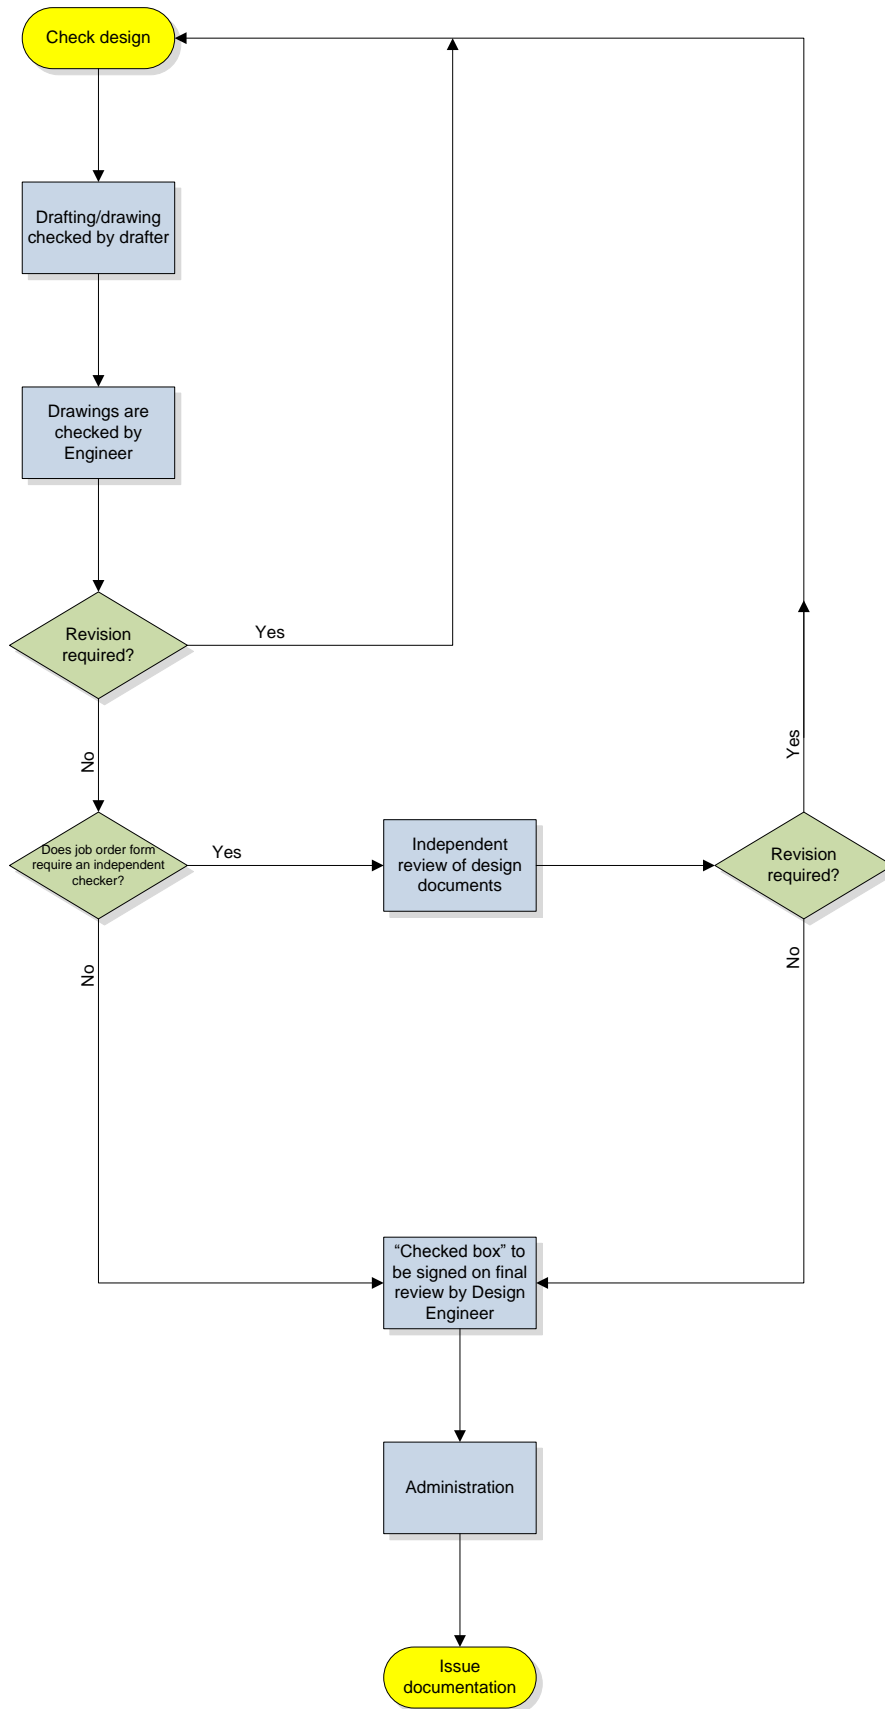 Check design
Drafting/drawing
checked by drafter
Drawings are
checked by
Engineer
Revision
required?
Yes
No
Does job order form
require an independent
checker?
Yes
Independent
review of design
documents
Revision
required?
Yes
No
No
“Checked box” to
be signed on final
review by Design
Engineer
Administration
Issue
documentation